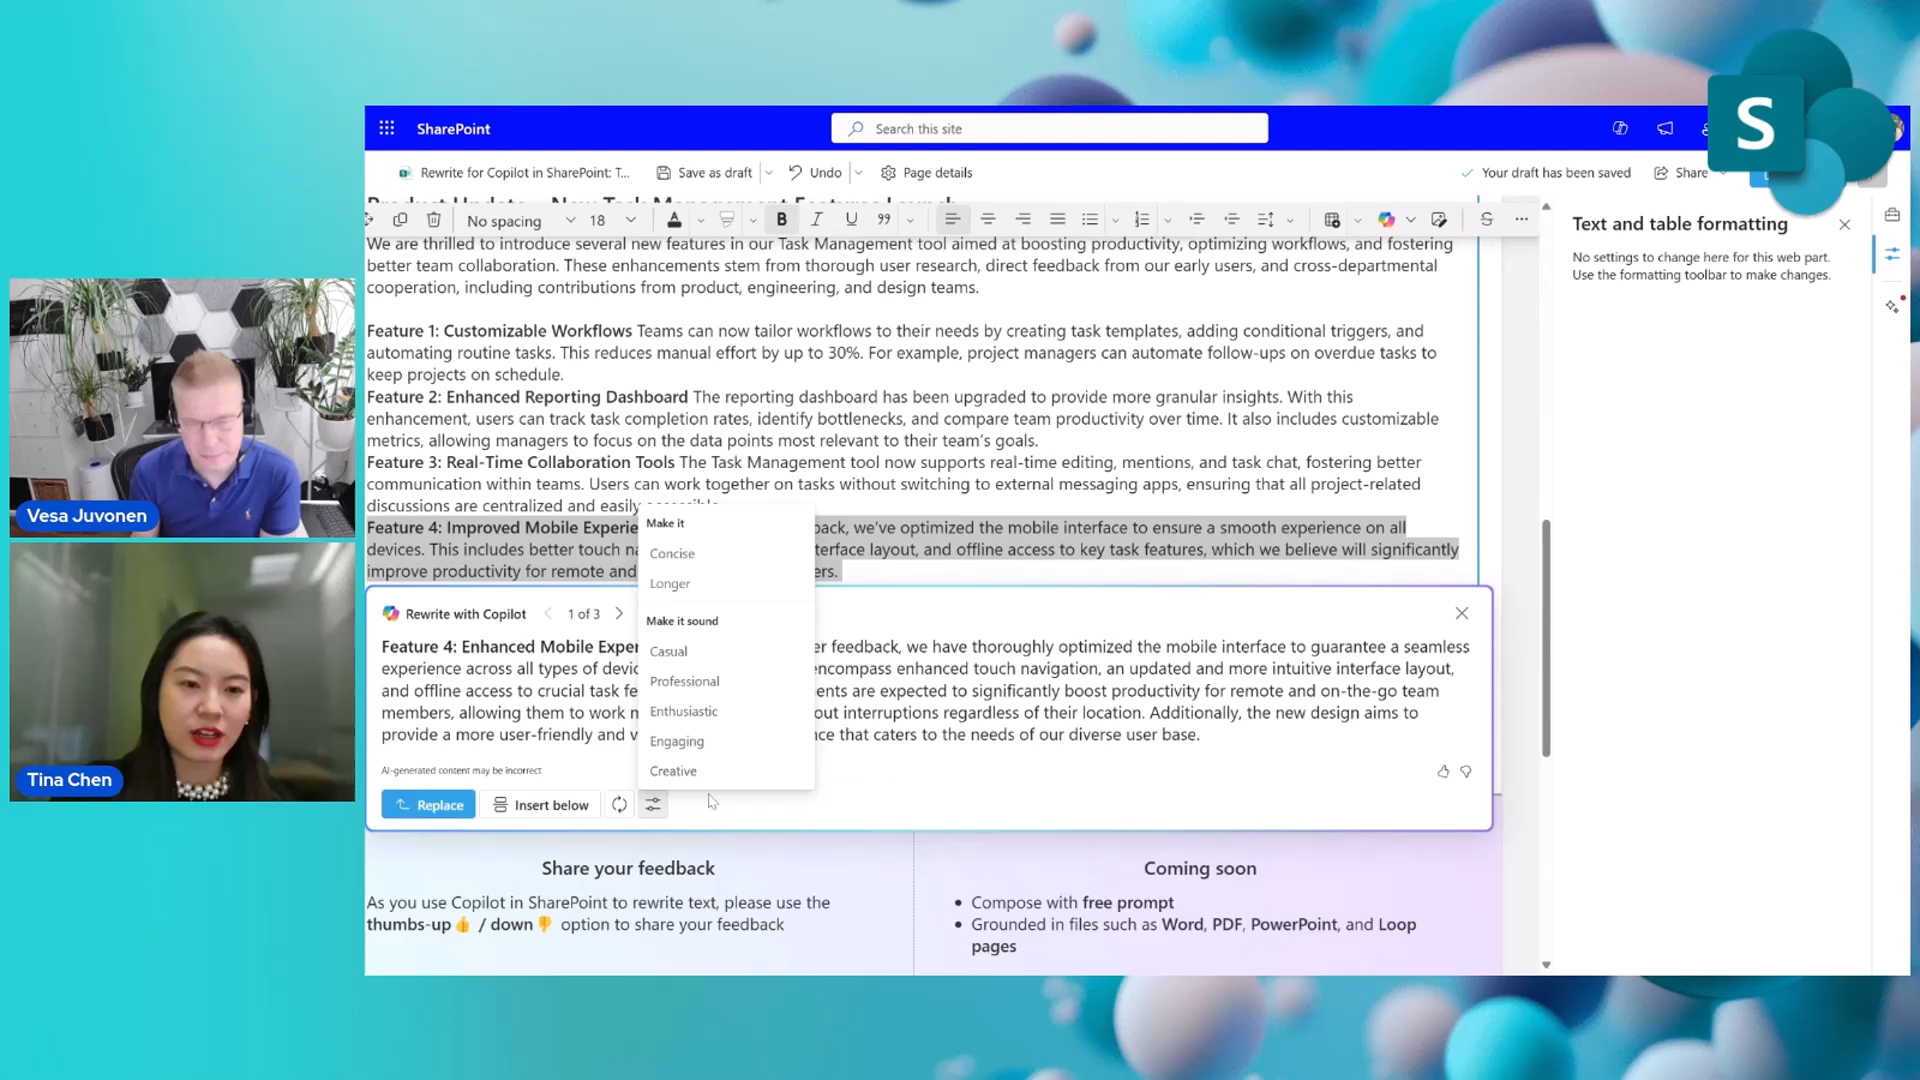 S
SharePoint
Search this site
Rewrite for Copilot in SharePoint: T...
Save as draft
Undo
Page details
Your draft has been saved
Share
No spacing
18
B
I
U
Text and table formatting
No settings to change here for this web part.
Use the formatting toolbar to make changes.
We are thrilled to introduce several new features in our Task Management tool aimed at boosting productivity, optimizing workflows, and fostering
better team collaboration. These enhancements stem from thorough user research, direct feedback from our early users, and cross-departmental
cooperation, including contributions from product, engineering, and design teams.
Feature 1: Customizable Workflows Teams can now tailor workflows to their needs by creating task templates, adding conditional triggers, and
automating routine tasks. This reduces manual effort by up to 30%. For example, project managers can automate follow-ups on overdue tasks to
keep projects on schedule.
Feature 2: Enhanced Reporting Dashboard The reporting dashboard has been upgraded to provide more granular insights. With this
enhancement, users can track task completion rates, identify bottlenecks, and compare team productivity over time. It also includes customizable
metrics, allowing managers to focus on the data points most relevant to their team's goals.
Feature 3: Real-Time Collaboration Tools The Task Management tool now supports real-time editing, mentions, and task chat, fostering better
communication within teams. Users can work together on tasks without switching to external messaging apps, ensuring that all project-related
discussions are centralized and easily
Feature 4: Improved Mobile Experie back, we've optimized the mobile interface to ensure a smooth experience on all
devices. This includes better touch na terface layout, and offline access to key task features, which we believe will significantly
improve productivity for remote and ers.
Make it
Concise
Longer
Make it sound
Casual
Professional
Enthusiastic
Engaging
Creative
Rewrite with Copilot
1 of 3
Feature 4: Enhanced Mobile Exper er feedback, we have thoroughly optimized the mobile interface to guarantee a seamless
experience across all types of devic encompass enhanced touch navigation, an updated and more intuitive interface layout,
and offline access to crucial task fe ents are expected to significantly boost productivity for remote and on-the-go team
members, allowing them to work m out interruptions regardless of their location. Additionally, the new design aims to
provide a more user-friendly and v nce that caters to the needs of our diverse user base.
AI-generated content may be incorrect
Replace
Insert below
Share your feedback
As you use Copilot in SharePoint to rewrite text, please use the
thumbs-up 👍 / down 👎 option to share your feedback
Coming soon
• Compose with free prompt
• Grounded in files such as Word, PDF, PowerPoint, and Loop
pages
Vesa Juvonen
Tina Chen